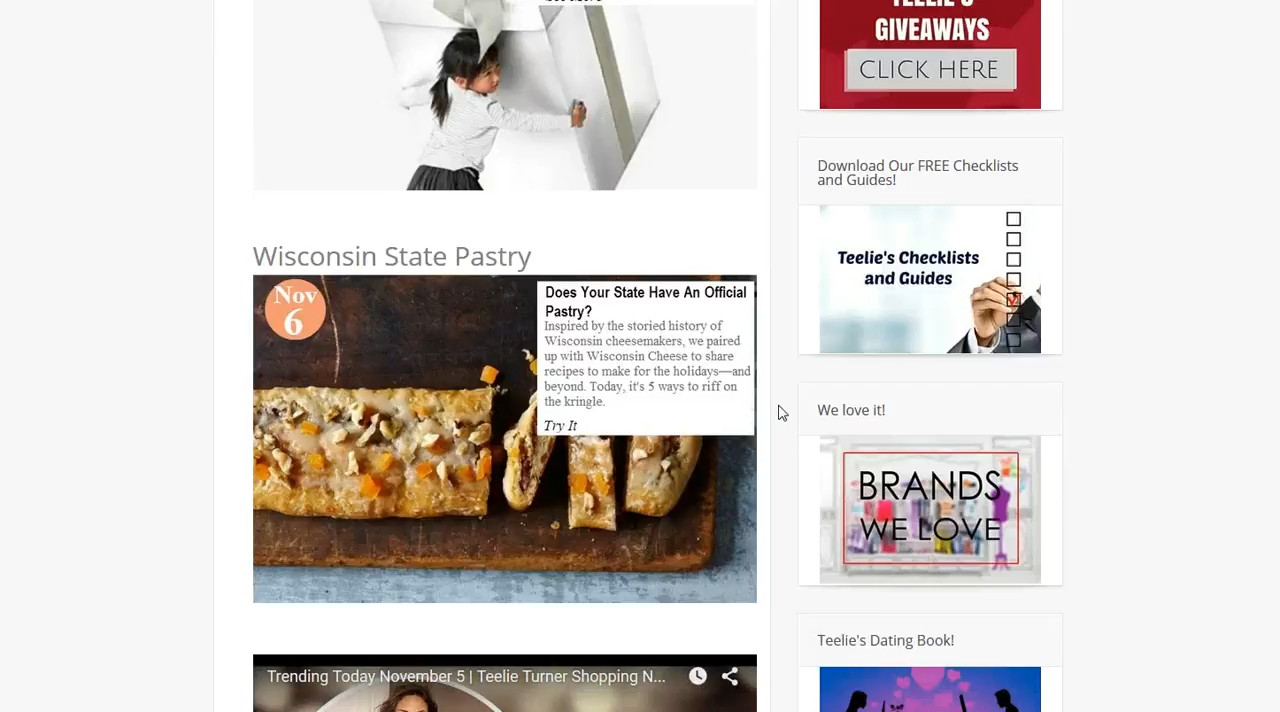 TEELIE'S
GIVEAWAYS
CLICK HERE
Download Our FREE Checklists
and Guides!
Teelie's Checklists
and Guides
Wisconsin State Pastry
Nov
6
Does Your State Have An Official
Pastry?
Inspired by the storied history of
Wisconsin cheesemakers, we paired
up with Wisconsin Cheese to share
recipes to make for the holidays—and
beyond. Today, it's 5 ways to riff on
the kringle.
Try It
We love it!
BRANDS
WE LOVE
Teelie's Dating Book!
Trending Today November 5 | Teelie Turner Shopping N...